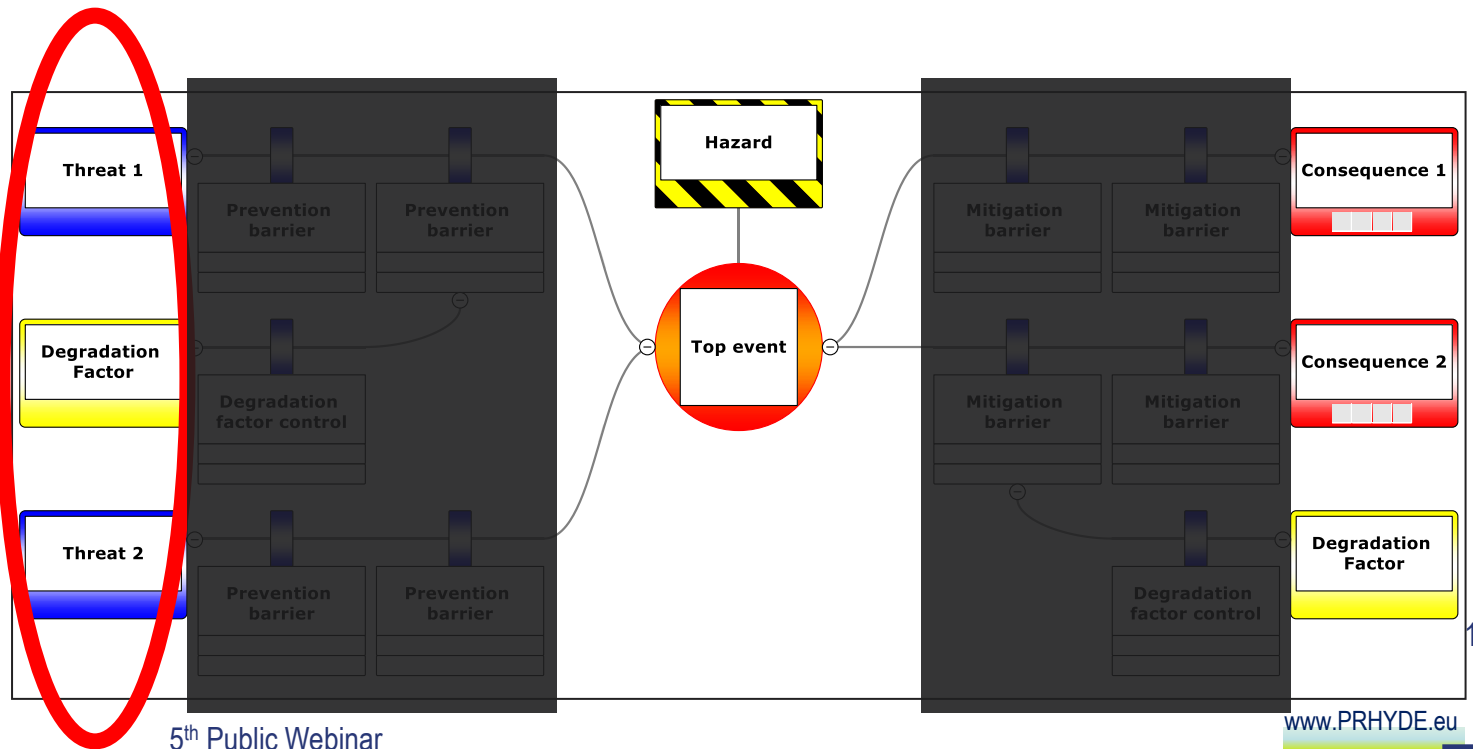 Hazard
Threat 1
Consequence 1
Prevention
barrier
Prevention
barrier
Mitigation
barrier
Mitigation
barrier
Degradation
Factor
Top event
Consequence 2
Degradation
factor control
Mitigation
barrier
Mitigation
barrier
Threat 2
Degradation
Factor
Prevention
barrier
Prevention
barrier
Degradation
factor control
1
5th Public Webinar
www.PRHYDE.eu